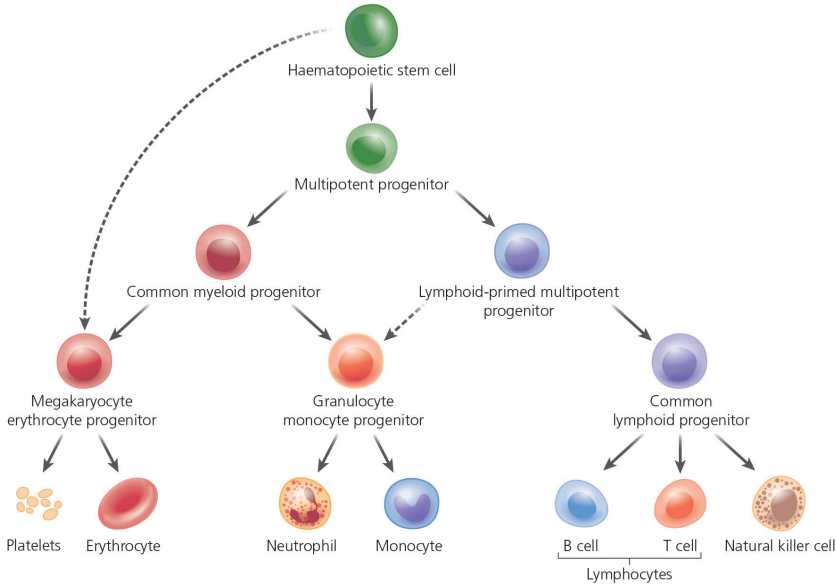 Haematopoietic stem cell
Multipotent progenitor
Common myeloid progenitor
Lymphoid-primed multipotent
progenitor
Megakaryocyte
erythrocyte progenitor
Granulocyte
monocyte progenitor
Common
lymphoid progenitor
Platelets
Erythrocyte
Neutrophil
Monocyte
B cell
T cell
Natural killer cell
Lymphocytes